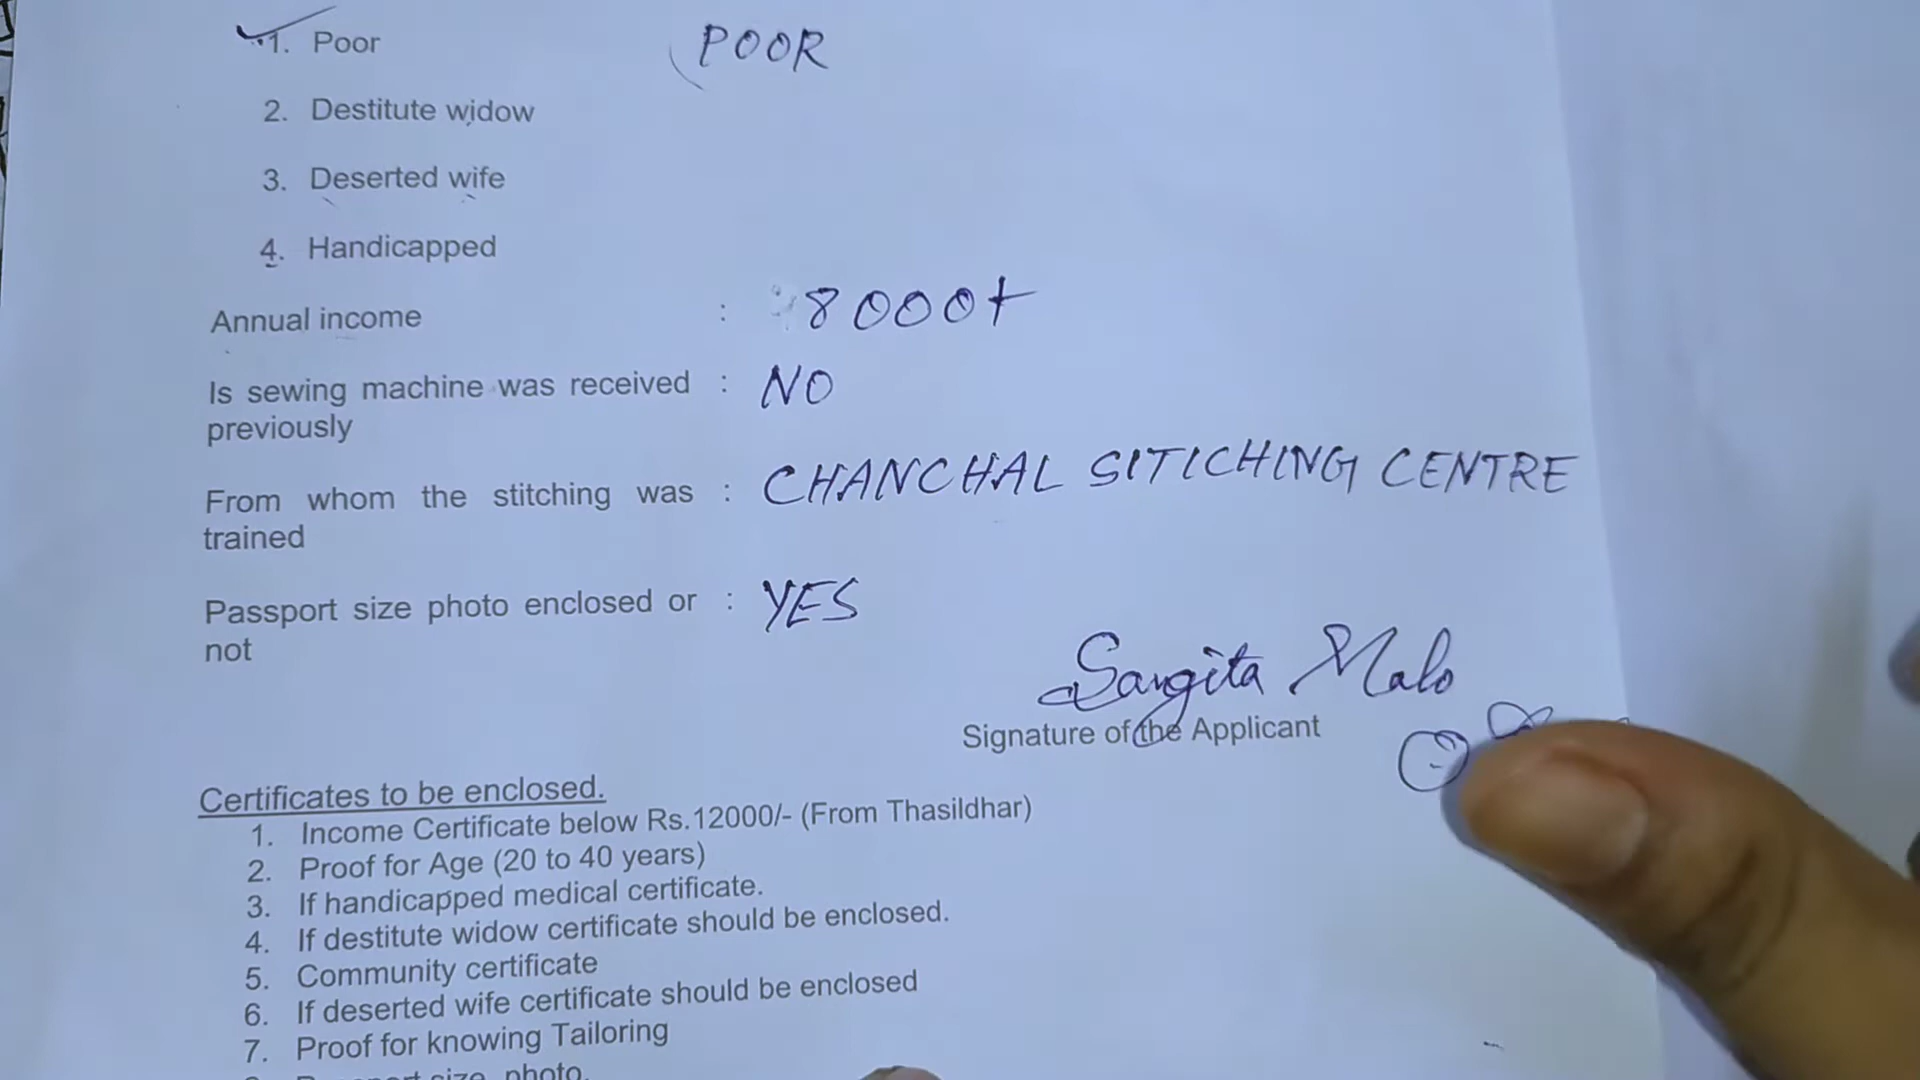 1. Poor POOR
2. Destitute widow
3. Deserted wife
4. Handicapped
Annual income : 8000+
Is sewing machine was received : NO
previously
From whom the stitching was : CHANCHAL SITICHING CENTRE
trained
Passport size photo enclosed or : YES
not
Sangita Malo
Signature of the Applicant
Certificates to be enclosed.
1. Income Certificate below Rs.12000/- (From Thasildhar)
2. Proof for Age (20 to 40 years)
3. If handicapped medical certificate.
4. If destitute widow certificate should be enclosed.
5. Community certificate
6. If deserted wife certificate should be enclosed
7. Proof for knowing Tailoring
size photo.